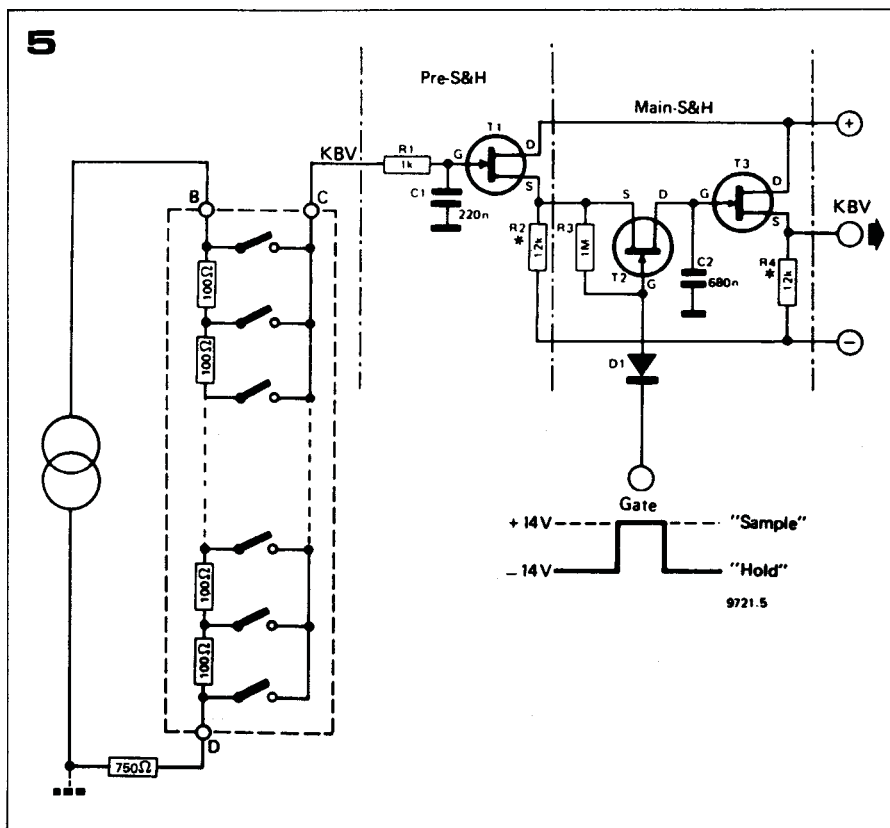 5
Pre-S&H
Main-S&H
T1
D
+
KBV
R1
1k
G
S
C1
220n
T3
D
G
S
KBV
B
C
R2
*
12k
R3
1M
S
D
T2
G
C2
680n
R4
*
12k
−
100Ω
100Ω
D1
Gate
+14V
"Sample"
−14V
"Hold"
9721.5
100Ω
100Ω
D
750Ω